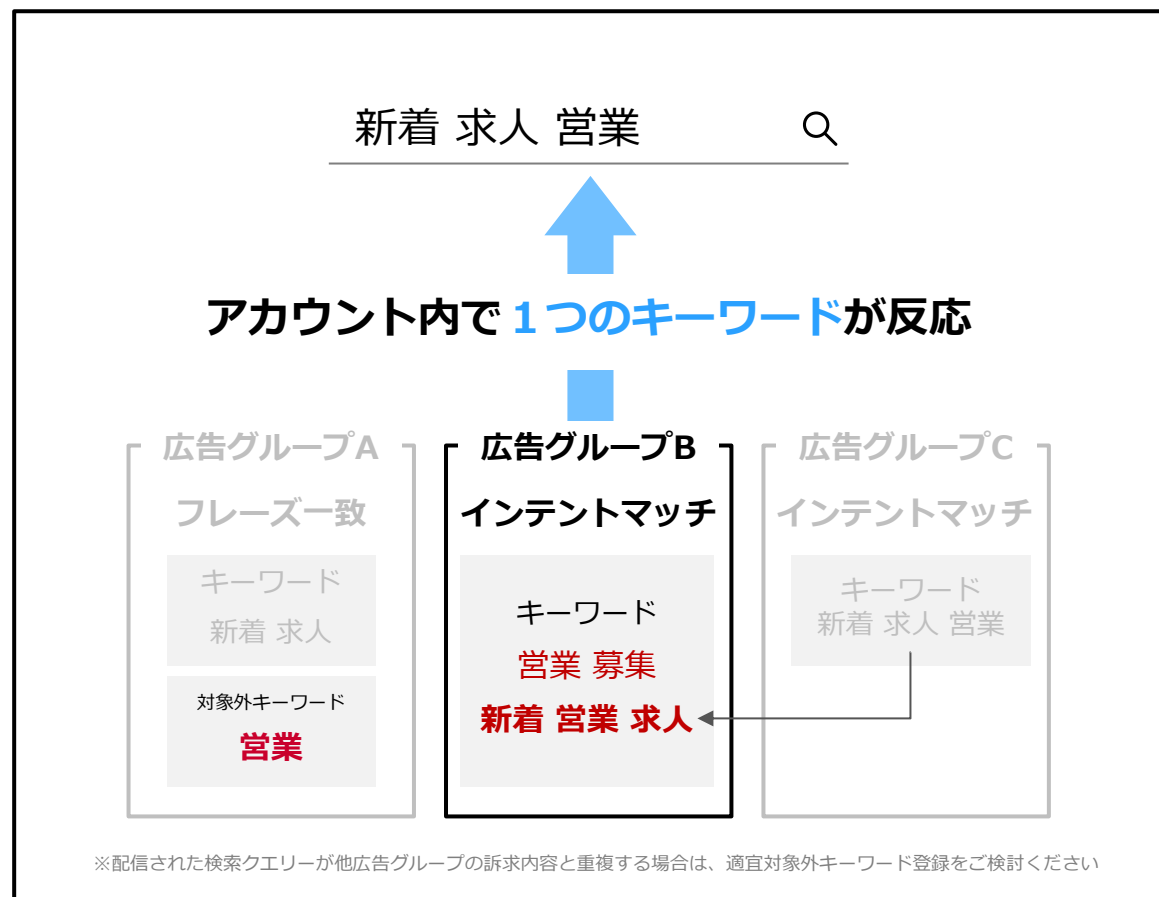 新着 求人 営業
アカウント内で１つのキーワードが反応
広告グループA
フレーズ一致
キーワード
新着 求人
対象外キーワード
営業
広告グループB
インテントマッチ
キーワード
営業 募集
新着 営業 求人
広告グループC
インテントマッチ
キーワード
新着 求人 営業
※配信された検索クエリーが他広告グループの訴求内容と重複する場合は、適宜対象外キーワード登録をご検討ください